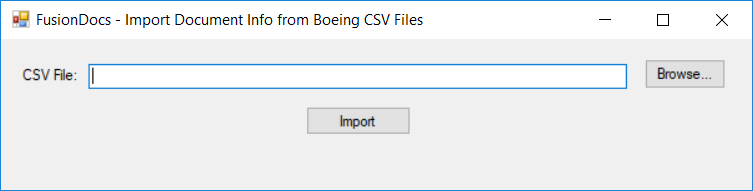 FusionDocs - Import Document Info from Boeing CSV Files
CSV File:
Browse...
Import